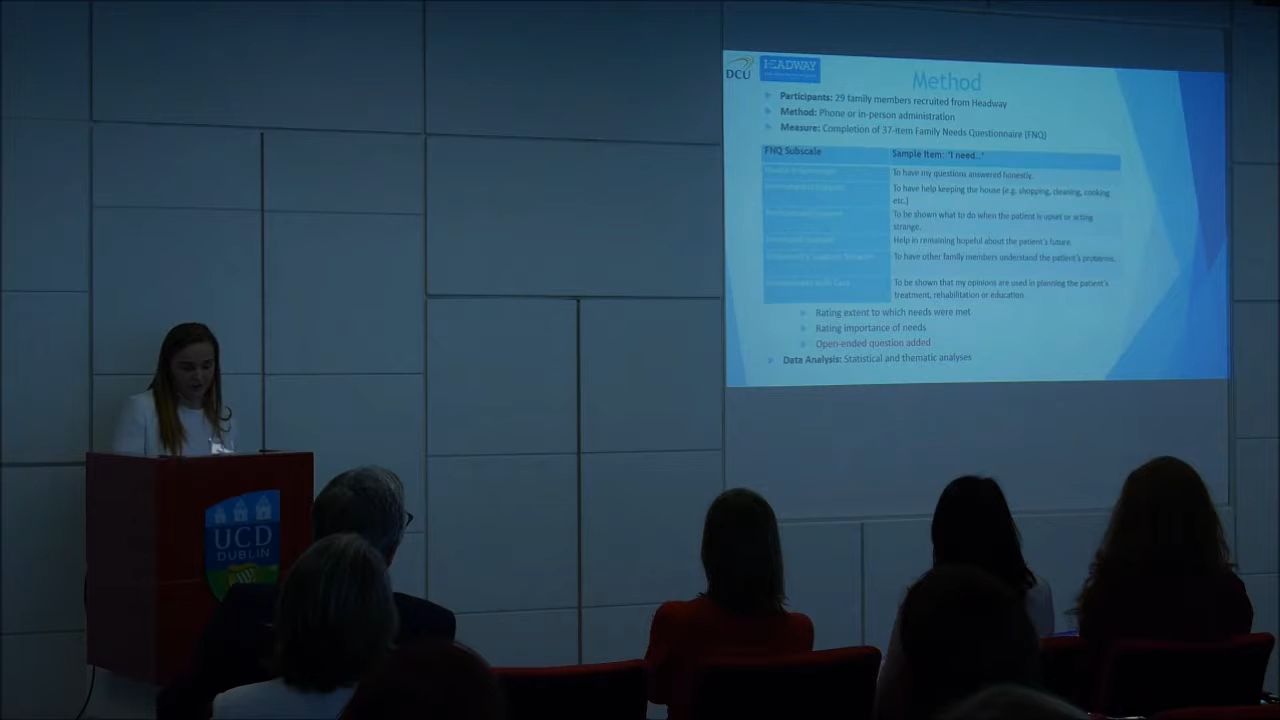 DCU
HEADWAY
Method
Participants: 29 family members recruited from Headway
Method: Phone or in-person administration
Measure: Completion of 37-item Family Needs Questionnaire (FNQ)
FNQ Subscale
Sample Item: "I need.."
To have my questions answered honestly.
To have help keeping the house (e.g. shopping, cleaning, cooking
etc.)
To be shown what to do when the patient is upset or acting
strange.
Help in remaining hopeful about the patient's future.
To have other family members understand the patient's problems.
To be shown that my opinions are used in planning the patient's
treatment, rehabilitation or education
Rating extent to which needs were met
Rating importance of needs
Open-ended question added
Data Analysis: Statistical and thematic analyses
UCD
DUBLIN